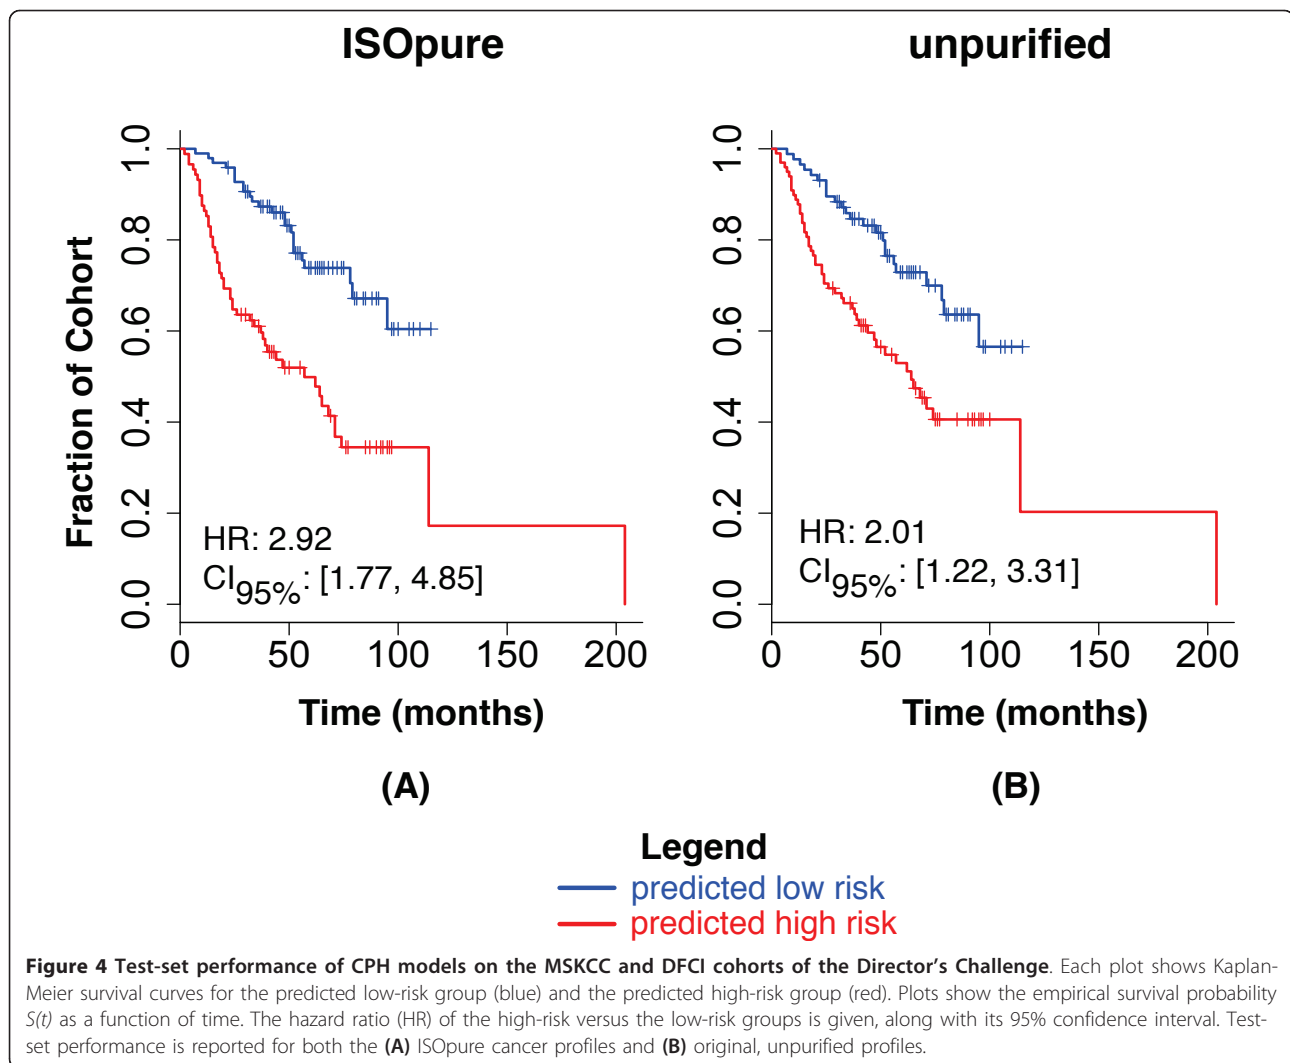 ISOpure
unpurified
Fraction of Cohort
1.0
0.8
0.6
0.4
0.2
0.0
HR: 2.92
CI95%: [1.77, 4.85]
0 50 100 150 200
Time (months)
(A)
1.0
0.8
0.6
0.4
0.2
0.0
HR: 2.01
CI95%: [1.22, 3.31]
0 50 100 150 200
Time (months)
(B)
Legend
predicted low risk
predicted high risk
Figure 4 Test-set performance of CPH models on the MSKCC and DFCI cohorts of the Director's Challenge. Each plot shows Kaplan-
Meier survival curves for the predicted low-risk group (blue) and the predicted high-risk group (red). Plots show the empirical survival probability
S(t) as a function of time. The hazard ratio (HR) of the high-risk versus the low-risk groups is given, along with its 95% confidence interval. Test-
set performance is reported for both the (A) ISOpure cancer profiles and (B) original, unpurified profiles.